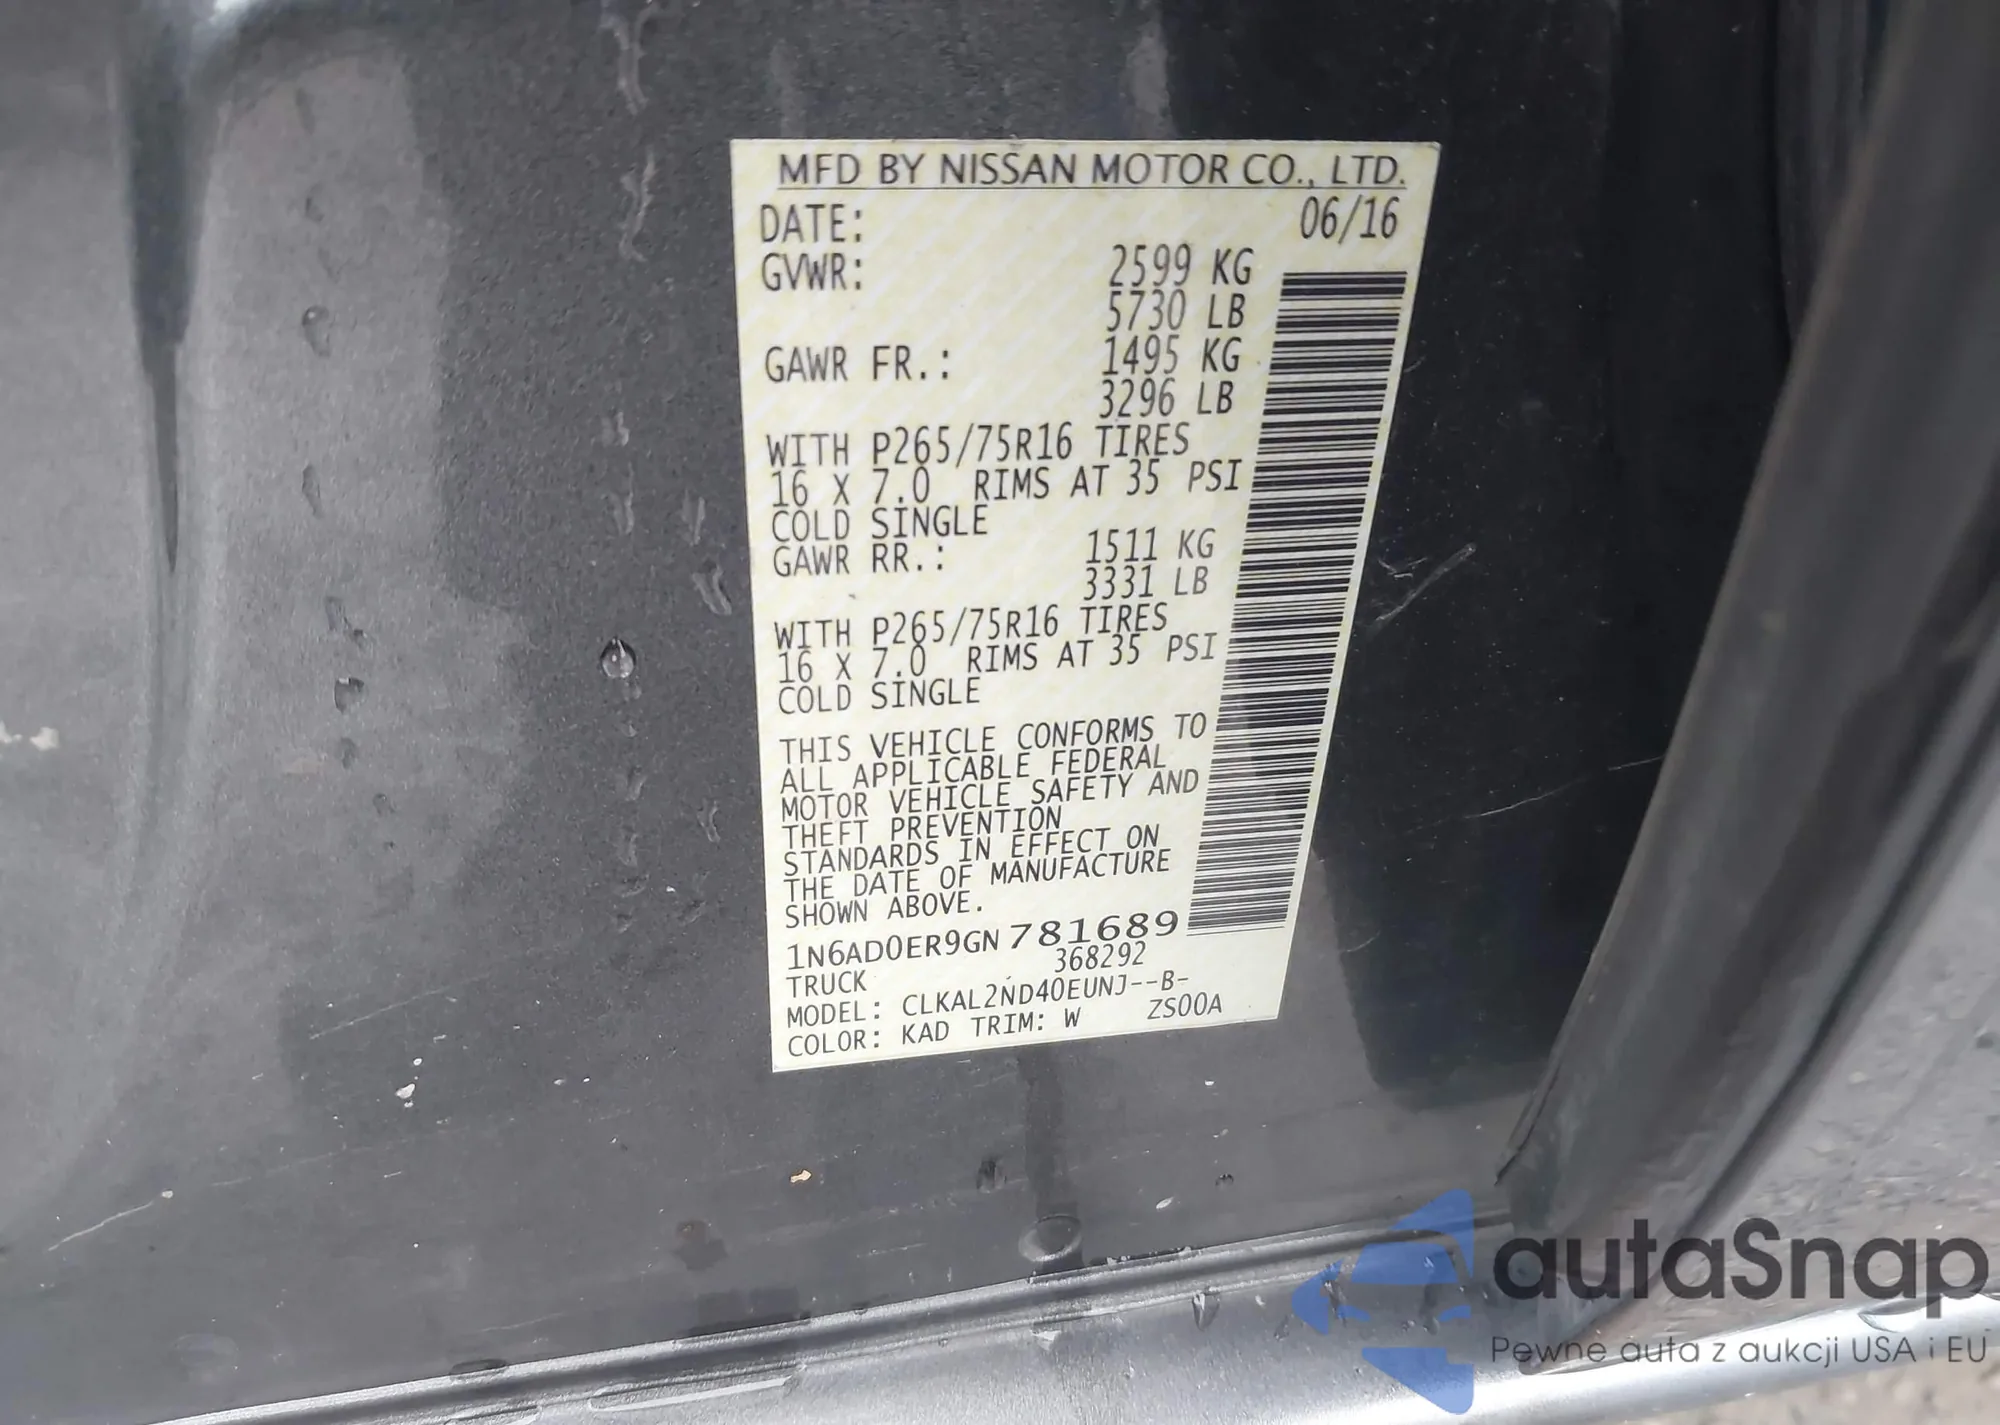 MFD BY NISSAN MOTOR CO., LTD.
DATE: 06/16
GVWR: 2599 KG
5730 LB
GAWR FR.: 1495 KG
3296 LB
WITH P265/75R16 TIRES
16 X 7.0 RIMS AT 35 PSI
COLD SINGLE
GAWR RR.: 1511 KG
3331 LB
WITH P265/75R16 TIRES
16 X 7.0 RIMS AT 35 PSI
COLD SINGLE
THIS VEHICLE CONFORMS TO
ALL APPLICABLE FEDERAL
MOTOR VEHICLE SAFETY AND
THEFT PREVENTION
STANDARDS IN EFFECT ON
THE DATE OF MANUFACTURE
SHOWN ABOVE.
1N6AD0ER9GN781689
TRUCK 368292
MODEL: CLKAL2ND40EUNJ--B-
COLOR: KAD TRIM: W ZS00A
autaSnap
Pewne auta z aukcji USA i EU